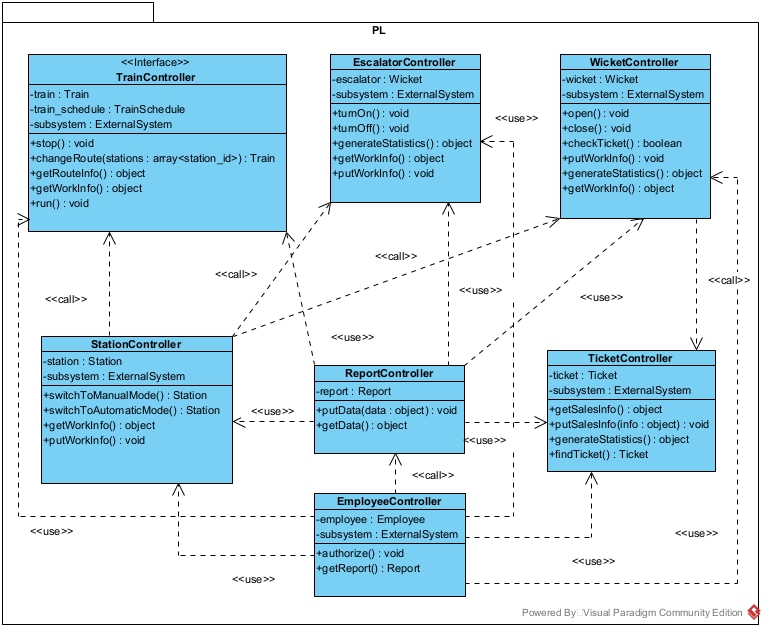 PL
<<Interface>>
TrainController
-train : Train
-train_schedule : TrainSchedule
-subsystem : ExternalSystem
+stop() : void
+changeRoute(stations : array<station_id>) : Train
+getRouteInfo() : object
+getWorkInfo() : object
+run() : void
EscalatorController
-escalator : Wicket
-subsystem : ExternalSystem
+turnOn() : void
+turnOff() : void
+generateStatistics() : object
+getWorkInfo() : object
+putWorkInfo() : void
<<use>>
WicketController
-wicket : Wicket
-subsystem : ExternalSystem
+open() : void
+close() : void
+checkTicket() : boolean
+putWorkInfo() : void
+generateStatistics() : object
+getWorkInfo() : object
<<call>>
<<call>>
<<call>>
<<call>>
<<use>>
<<use>>
<<use>>
StationController
-station : Station
-subsystem : ExternalSystem
+switchToManualMode() : Station
+switchToAutomaticMode() : Station
+getWorkInfo() : object
+putWorkInfo() : void
<<use>>
ReportController
-report : Report
+putData(data : object) : void
+getData() : object
<<use>>
TicketController
-ticket : Ticket
-subsystem : ExternalSystem
+getSalesInfo() : object
+putSalesInfo(info : object) : void
+generateStatistics() : object
+findTicket() : Ticket
<<call>>
EmployeeController
-employee : Employee
-subsystem : ExternalSystem
+authorize() : void
+getReport() : Report
<<use>>
<<use>>
<<use>>
<<use>>
Powered By Visual Paradigm Community Edition